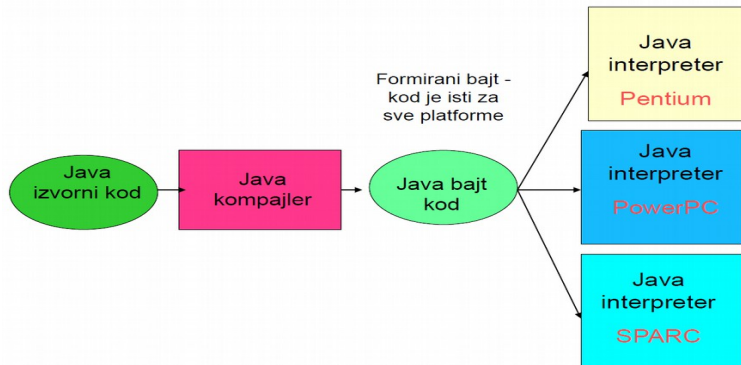 Java
izvorni kod
Java
kompajler
Formirani bajt -
kod je isti za
sve platforme
Java bajt
kod
Java
interpreter
Pentium
Java
interpreter
PowerPC
Java
interpreter
SPARC